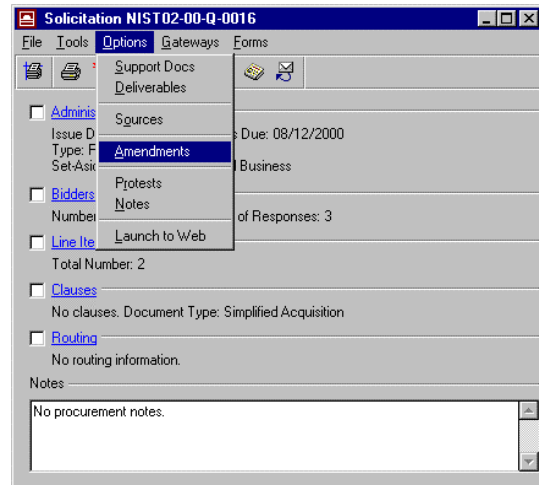 Solicitation NIST02-00-Q-0016
File Tools Options Gateways Forms
Support Docs
Deliverables
Sources
Amendments
Protests
Notes
Launch to Web
Adminis
Issue D s Due: 08/12/2000
Type: F
Set-Asid l Business
Bidders
Number of Responses: 3
Line Ite
Total Number: 2
Clauses
No clauses. Document Type: Simplified Acquisition
Routing
No routing information.
Notes
No procurement notes.